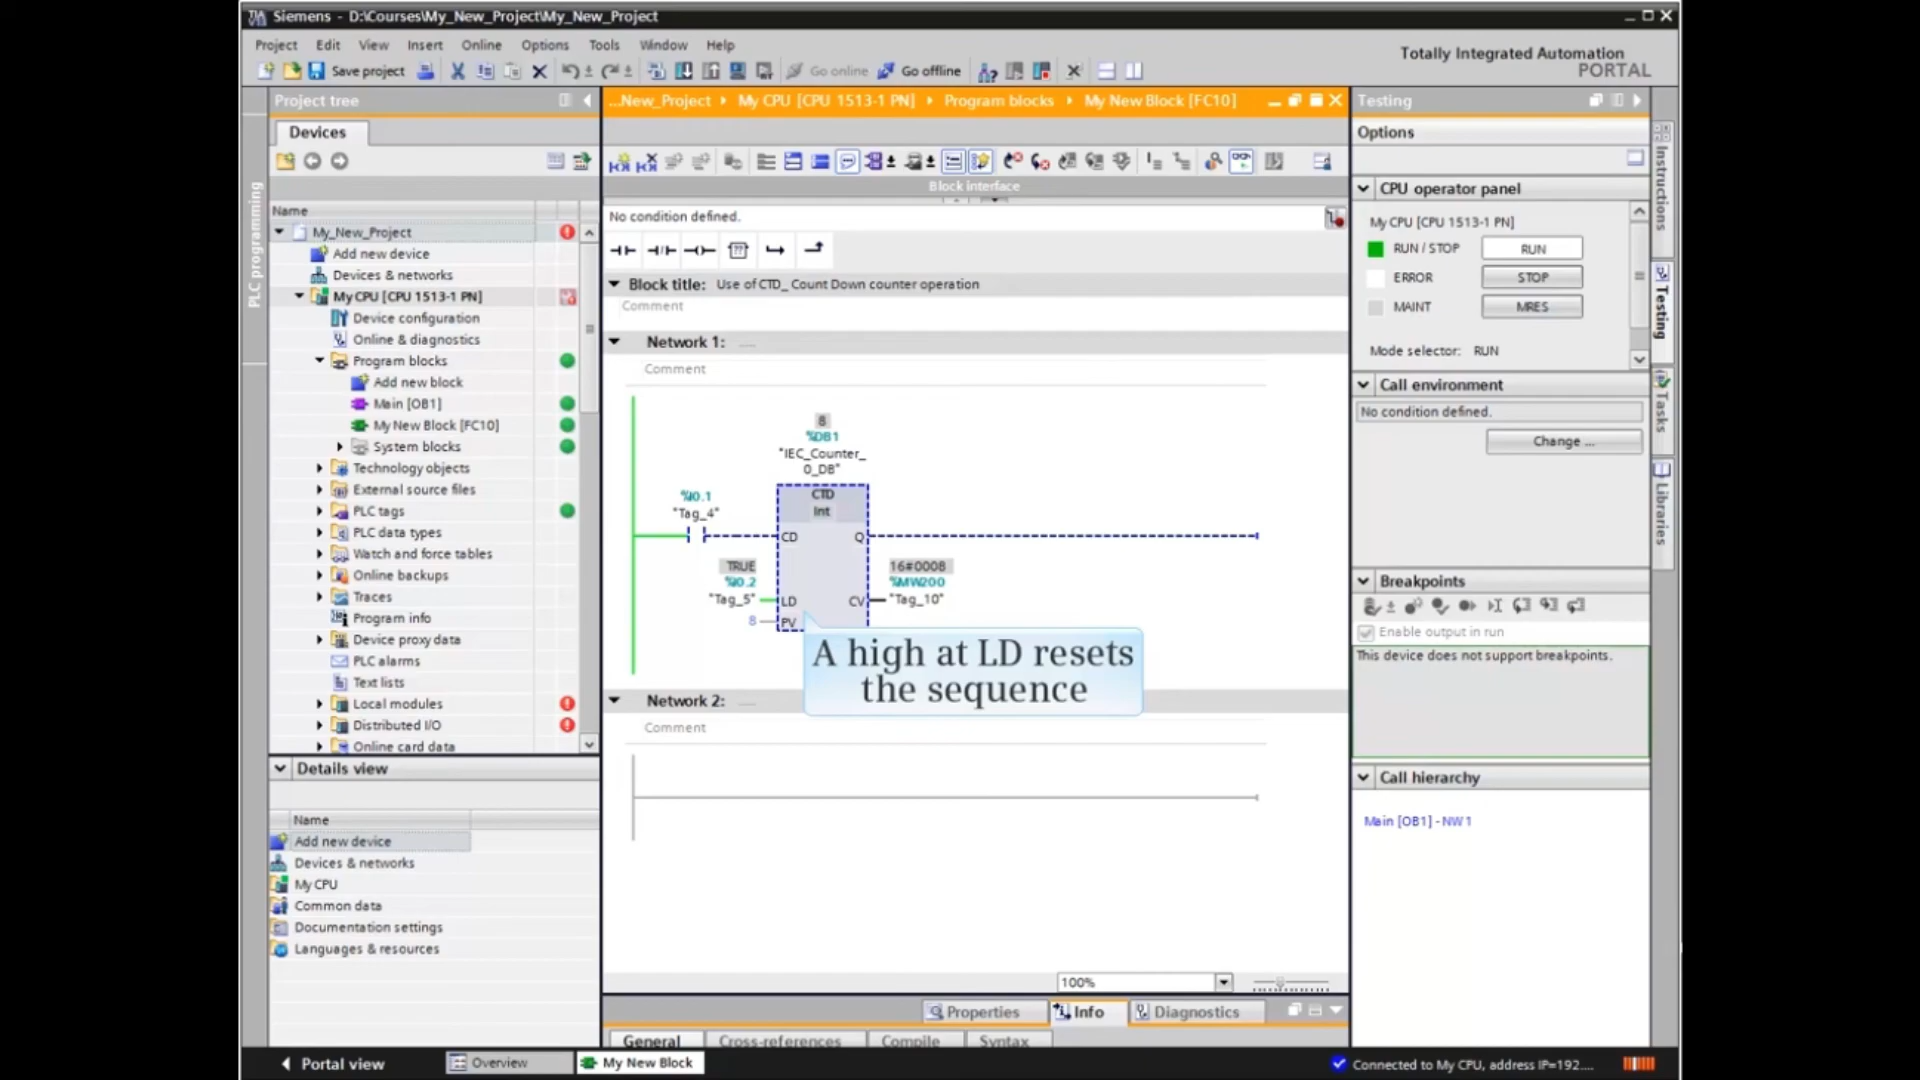 Siemens - D:\Courses\My_New_Project\My_New_Project
Project Edit View Insert Online Options Tools Window Help
Totally Integrated Automation
PORTAL
Save project
Go online
Go offline
Project tree
...New_Project My CPU [CPU 1513-1 PN] Program blocks My New Block [FC10]
Testing
Devices
Options
PLC programming
Name
My_New_Project
Add new device
Devices & networks
My CPU [CPU 1513-1 PN]
Device configuration
Online & diagnostics
Program blocks
Add new block
Main [OB1]
My New Block [FC10]
System blocks
Technology objects
External source files
PLC tags
PLC data types
Watch and force tables
Online backups
Traces
Program info
Device proxy data
PLC alarms
Text lists
Local modules
Distributed I/O
Online card data
Details view
Name
Add new device
Devices & networks
My CPU
Common data
Documentation settings
Languages & resources
Block interface
No condition defined.
Block title: Use of CTD_ Count Down counter operation
Comment
Network 1:
Comment
8
%DB1
"IEC_Counter_
0_DB"
CTD
Int
%I0.1
"Tag_4"
CD
Q
TRUE
%I0.2
"Tag_5"
LD
8
PV
16#0008
%MW200
CV
"Tag_10"
A high at LD resets
the sequence
Network 2:
Comment
100%
Properties
Info
Diagnostics
General
Cross-references
Compile
Syntax
CPU operator panel
My CPU [CPU 1513-1 PN]
RUN / STOP RUN
ERROR STOP
MAINT MRES
Mode selector: RUN
Call environment
No condition defined.
Change ...
Breakpoints
Enable output in run
This device does not support breakpoints.
Call hierarchy
Main [OB1] - NW1
Instructions
Testing
Tasks
Libraries
Portal view
Overview
My New Block
Connected to My CPU, address IP=192....